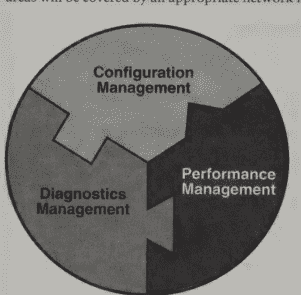 areas will be covered by an appropriate network
Configuration
Management
Performance
Management
Diagnostics
Management